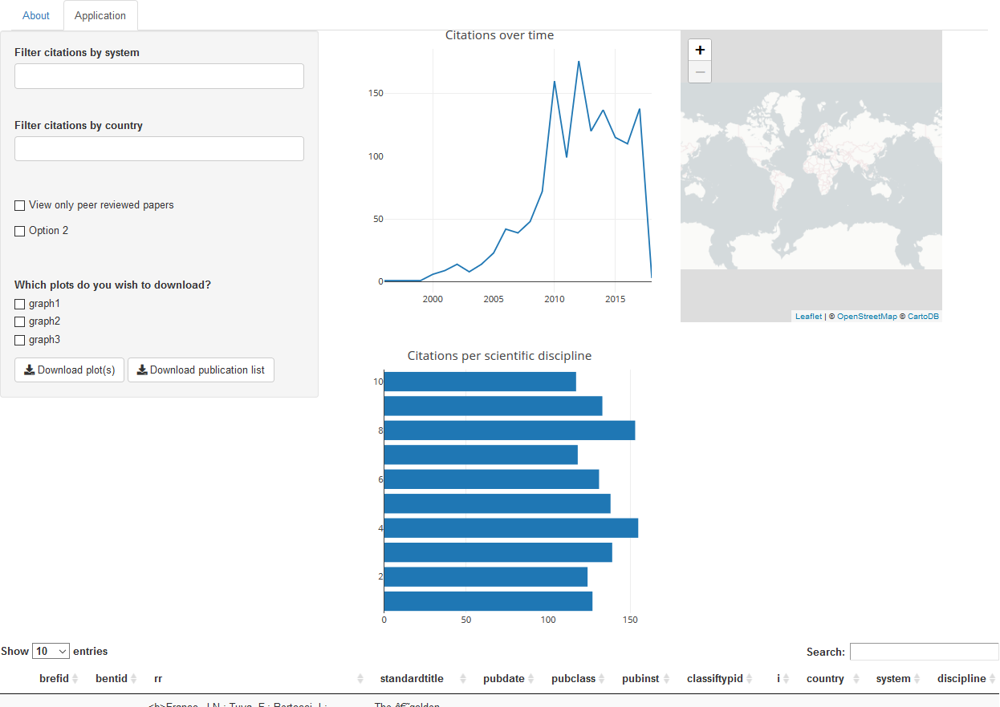 About Application
Filter citations by system
Filter citations by country
View only peer reviewed papers
Option 2
Which plots do you wish to download?
graph1
graph2
graph3
Download plot(s) Download publication list
Citations over time
150
100
50
0
2000 2005 2010 2015
+
−
Leaflet | © OpenStreetMap © CartoDB
Citations per scientific discipline
10
8
6
4
2
0 50 100 150
Show 10 entries Search:
brefid bentid rr standardtitle pubdate pubclass pubinst classiftypid i country system discipline